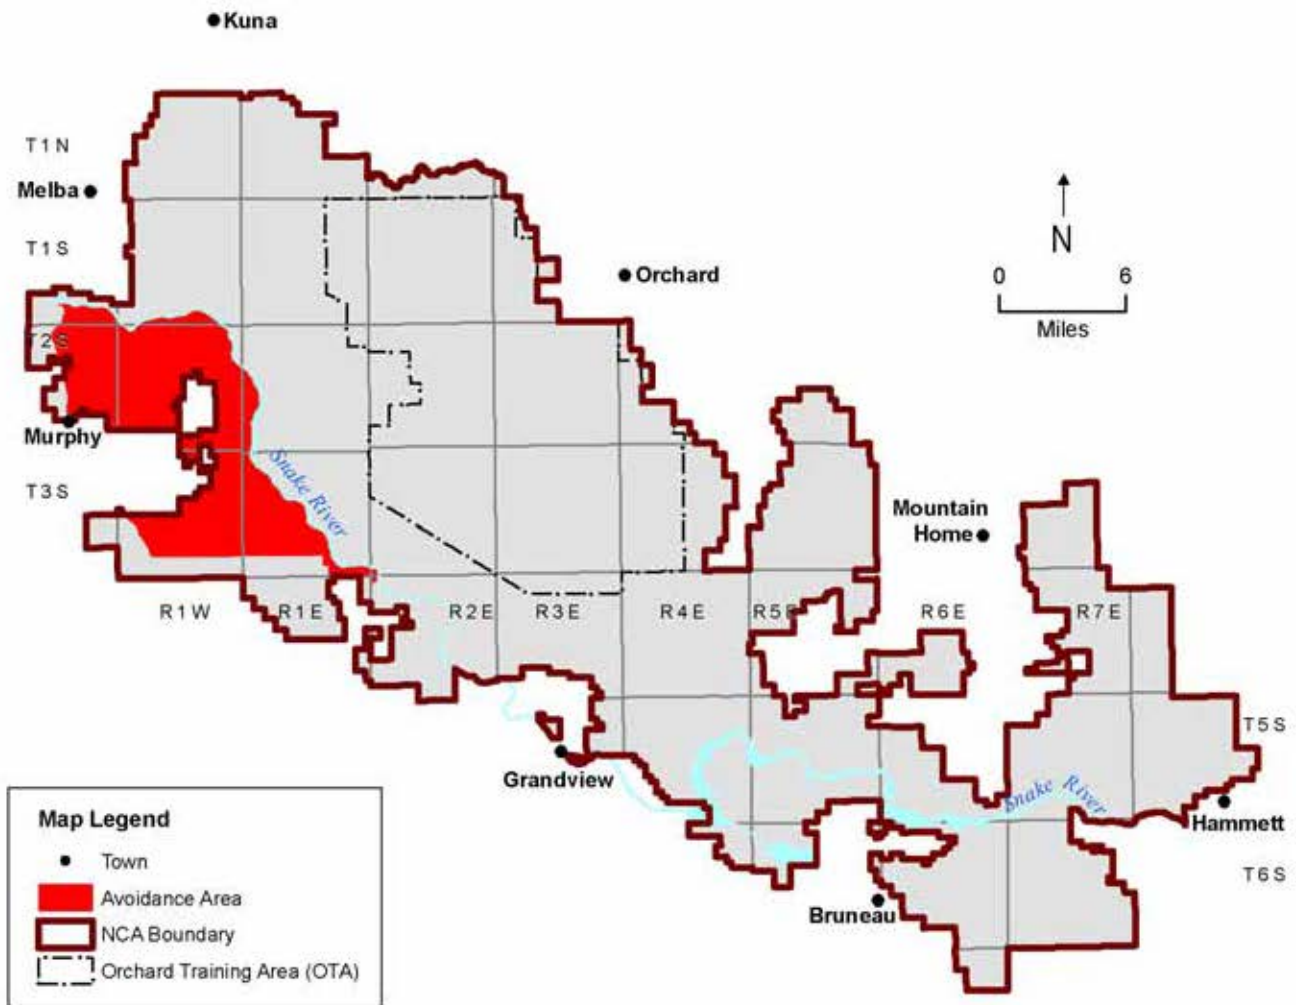 Kuna
T1N
Melba
T1S
Orchard
N
0 6
Miles
T2S
Murphy
Snake River
T3S
Mountain
Home
R1W
R1E
R2E
R3E
R4E
R5E
R6E
R7E
T5S
Grandview
Snake River
Hammett
T6S
Bruneau
Map Legend
Town
Avoidance Area
NCA Boundary
Orchard Training Area (OTA)